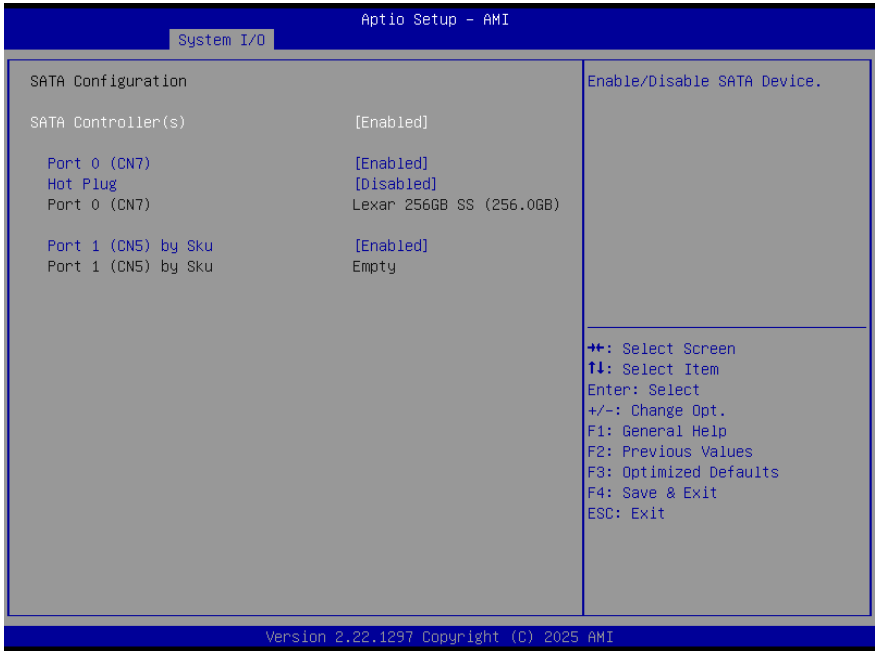 Aptio Setup - AMI
System I/O
SATA Configuration
SATA Controller(s) [Enabled]
Port 0 (CN7) [Enabled]
Hot Plug [Disabled]
Port 0 (CN7) Lexar 256GB SS (256.0GB)
Port 1 (CN5) by Sku [Enabled]
Port 1 (CN5) by Sku Empty
Enable/Disable SATA Device.
→←: Select Screen
↑↓: Select Item
Enter: Select
+/-: Change Opt.
F1: General Help
F2: Previous Values
F3: Optimized Defaults
F4: Save & Exit
ESC: Exit
Version 2.22.1297 Copyright (C) 2025 AMI